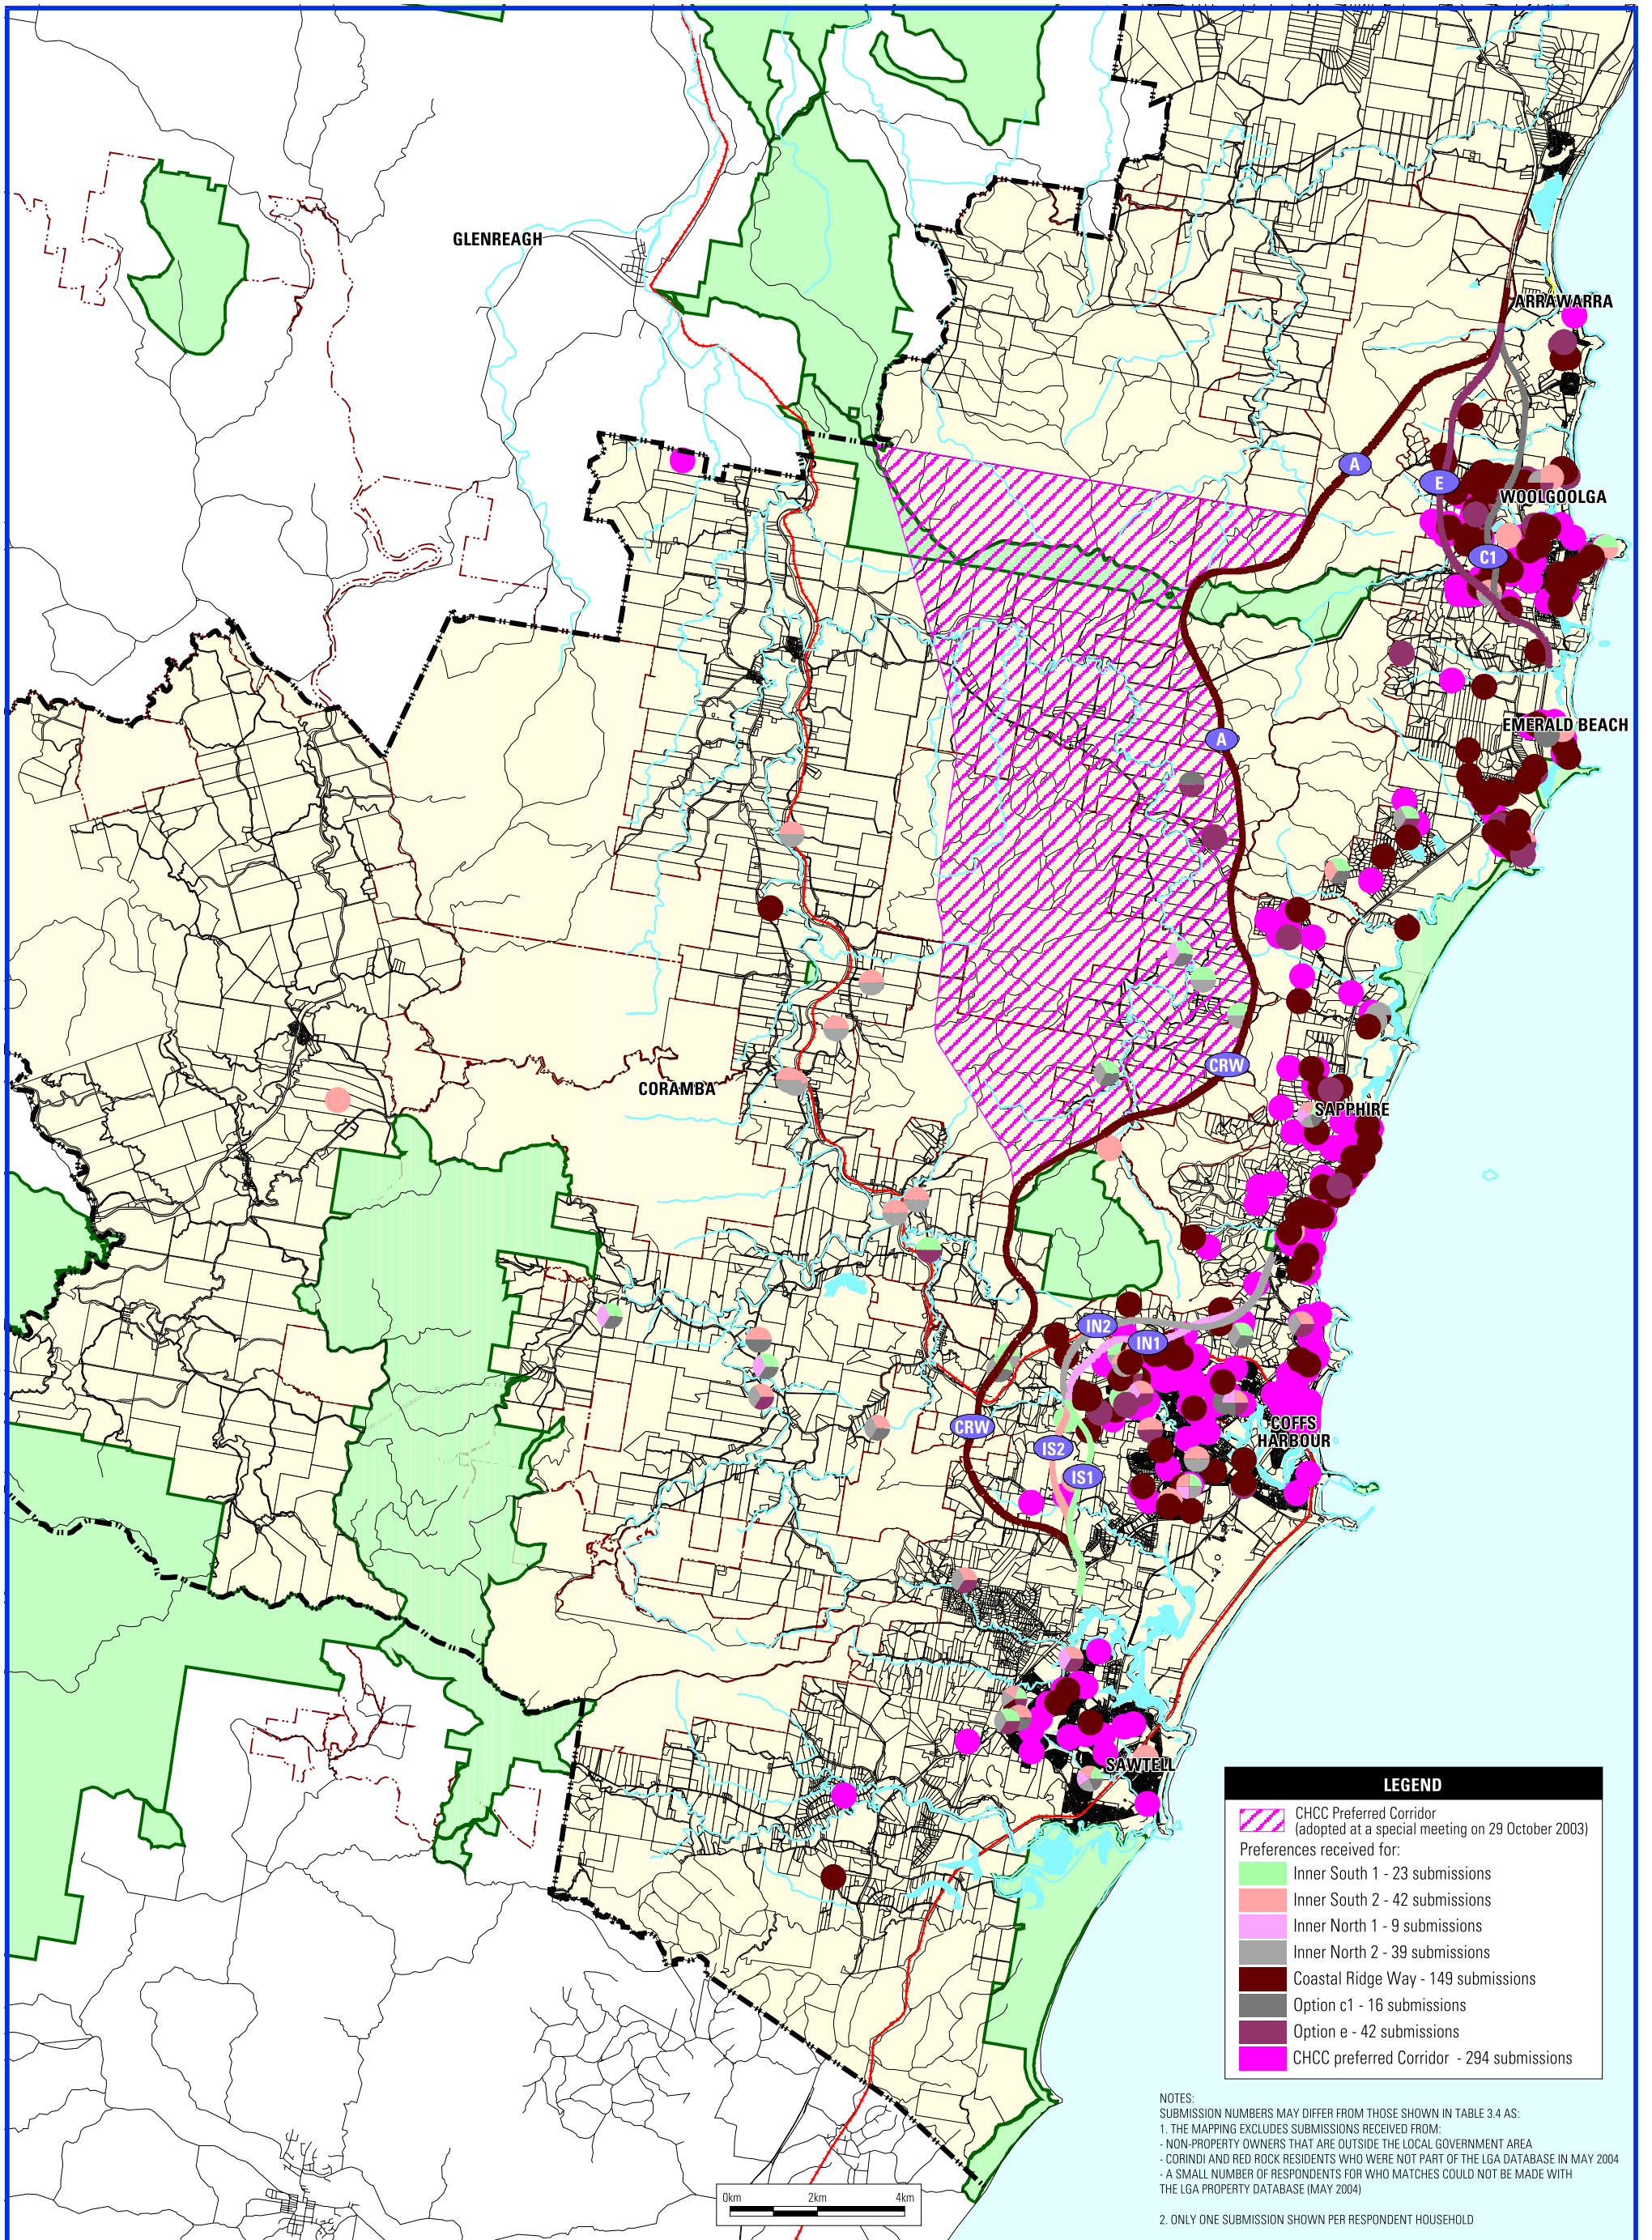 GLENREAGH
ARRAWARRA
A
E
WOOLGOOLGA
C1
EMERALD BEACH
A
CRW
CORAMBA
SAPPHIRE
IN2
IN1
CRW
IS2
COFFS
HARBOUR
IS1
SAWTELL
LEGEND
CHCC Preferred Corridor
(adopted at a special meeting on 29 October 2003)
Preferences received for:
Inner South 1 - 23 submissions
Inner South 2 - 42 submissions
Inner North 1 - 9 submissions
Inner North 2 - 39 submissions
Coastal Ridge Way - 149 submissions
Option c1 - 16 submissions
Option e - 42 submissions
CHCC preferred Corridor - 294 submissions
NOTES:
SUBMISSION NUMBERS MAY DIFFER FROM THOSE SHOWN IN TABLE 3.4 AS:
1. THE MAPPING EXCLUDES SUBMISSIONS RECEIVED FROM:
- NON-PROPERTY OWNERS THAT ARE OUTSIDE THE LOCAL GOVERNMENT AREA
- CORINDI AND RED ROCK RESIDENTS WHO WERE NOT PART OF THE LGA DATABASE IN MAY 2004
- A SMALL NUMBER OF RESPONDENTS FOR WHO MATCHES COULD NOT BE MADE WITH
THE LGA PROPERTY DATABASE (MAY 2004)
2. ONLY ONE SUBMISSION SHOWN PER RESPONDENT HOUSEHOLD
0km 2km 4km